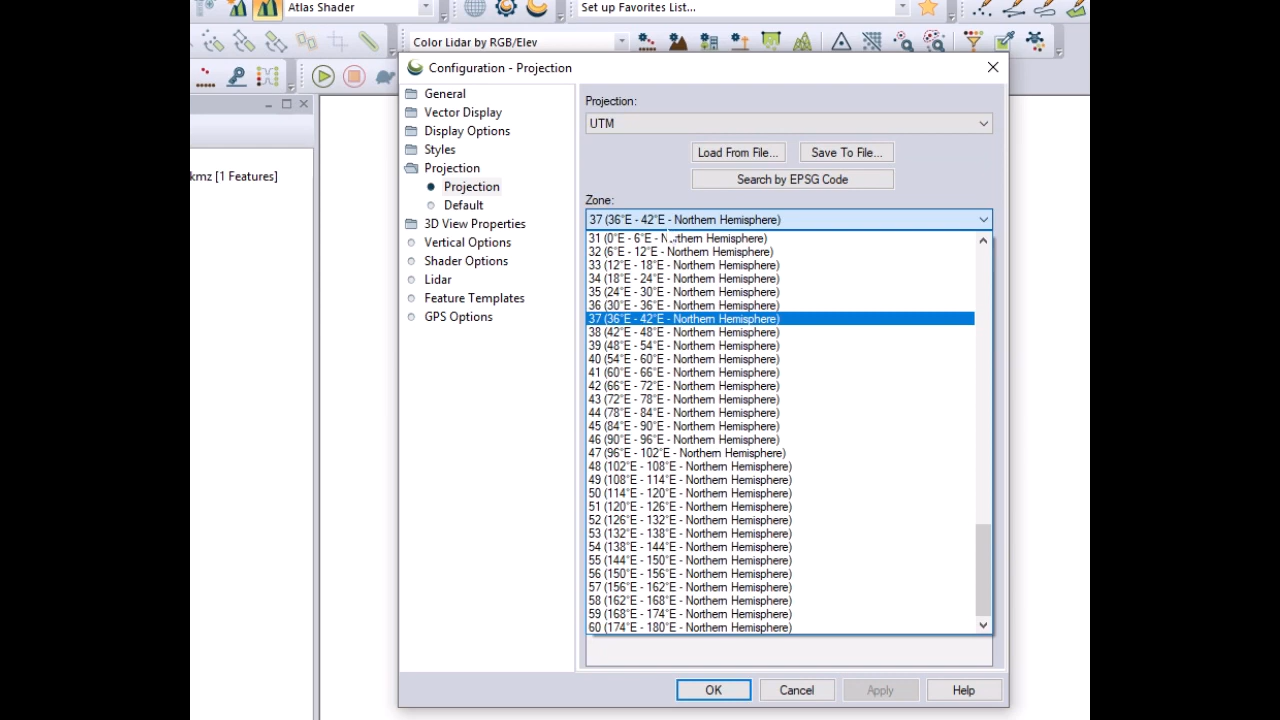 Atlas Shader
Set up Favorites List...
Color Lidar by RGB/Elev
Configuration - Projection
kmz [1 Features]
General
Vector Display
Display Options
Styles
Projection
Projection
Default
3D View Properties
Vertical Options
Shader Options
Lidar
Feature Templates
GPS Options
Projection:
UTM
Load From File...
Save To File...
Search by EPSG Code
Zone:
37 (36°E - 42°E - Northern Hemisphere)
31 (0°E - 6°E - Northern Hemisphere)
32 (6°E - 12°E - Northern Hemisphere)
33 (12°E - 18°E - Northern Hemisphere)
34 (18°E - 24°E - Northern Hemisphere)
35 (24°E - 30°E - Northern Hemisphere)
36 (30°E - 36°E - Northern Hemisphere)
37 (36°E - 42°E - Northern Hemisphere)
38 (42°E - 48°E - Northern Hemisphere)
39 (48°E - 54°E - Northern Hemisphere)
40 (54°E - 60°E - Northern Hemisphere)
41 (60°E - 66°E - Northern Hemisphere)
42 (66°E - 72°E - Northern Hemisphere)
43 (72°E - 78°E - Northern Hemisphere)
44 (78°E - 84°E - Northern Hemisphere)
45 (84°E - 90°E - Northern Hemisphere)
46 (90°E - 96°E - Northern Hemisphere)
47 (96°E - 102°E - Northern Hemisphere)
48 (102°E - 108°E - Northern Hemisphere)
49 (108°E - 114°E - Northern Hemisphere)
50 (114°E - 120°E - Northern Hemisphere)
51 (120°E - 126°E - Northern Hemisphere)
52 (126°E - 132°E - Northern Hemisphere)
53 (132°E - 138°E - Northern Hemisphere)
54 (138°E - 144°E - Northern Hemisphere)
55 (144°E - 150°E - Northern Hemisphere)
56 (150°E - 156°E - Northern Hemisphere)
57 (156°E - 162°E - Northern Hemisphere)
58 (162°E - 168°E - Northern Hemisphere)
59 (168°E - 174°E - Northern Hemisphere)
60 (174°E - 180°E - Northern Hemisphere)
OK
Cancel
Apply
Help